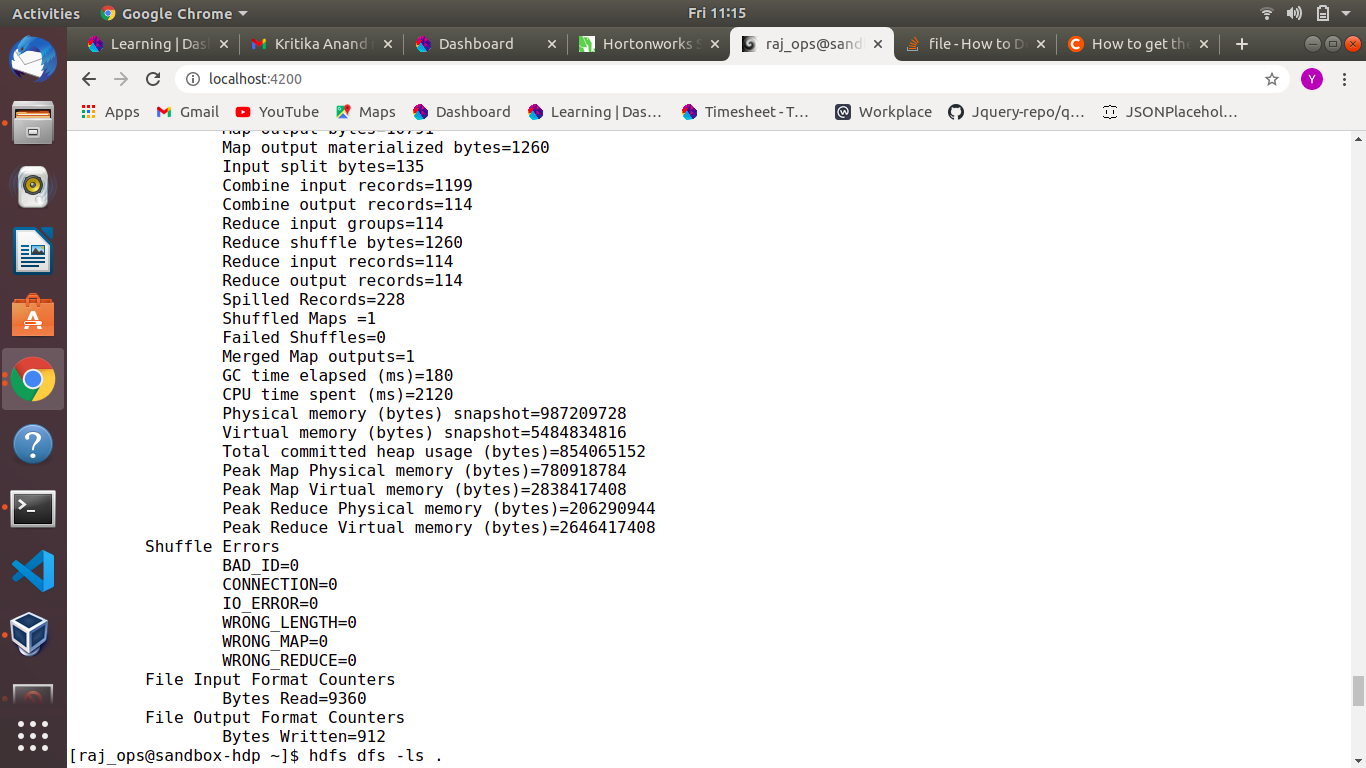 Activities Google Chrome Fri 11:15
Learning | Das Kritika Anand Dashboard Hortonworks S raj_ops@sand file - How to D How to get the
localhost:4200 Y
Apps Gmail YouTube Maps Dashboard Learning | Das... Timesheet - T... Workplace Jquery-repo/q... JSONPlacehol...
Map output bytes=10791
Map output materialized bytes=1260
Input split bytes=135
Combine input records=1199
Combine output records=114
Reduce input groups=114
Reduce shuffle bytes=1260
Reduce input records=114
Reduce output records=114
Spilled Records=228
Shuffled Maps =1
Failed Shuffles=0
Merged Map outputs=1
GC time elapsed (ms)=180
CPU time spent (ms)=2120
Physical memory (bytes) snapshot=987209728
Virtual memory (bytes) snapshot=5484834816
Total committed heap usage (bytes)=854065152
Peak Map Physical memory (bytes)=780918784
Peak Map Virtual memory (bytes)=2838417408
Peak Reduce Physical memory (bytes)=206290944
Peak Reduce Virtual memory (bytes)=2646417408
Shuffle Errors
BAD_ID=0
CONNECTION=0
IO_ERROR=0
WRONG_LENGTH=0
WRONG_MAP=0
WRONG_REDUCE=0
File Input Format Counters
Bytes Read=9360
File Output Format Counters
Bytes Written=912
[raj_ops@sandbox-hdp ~]$ hdfs dfs -ls .